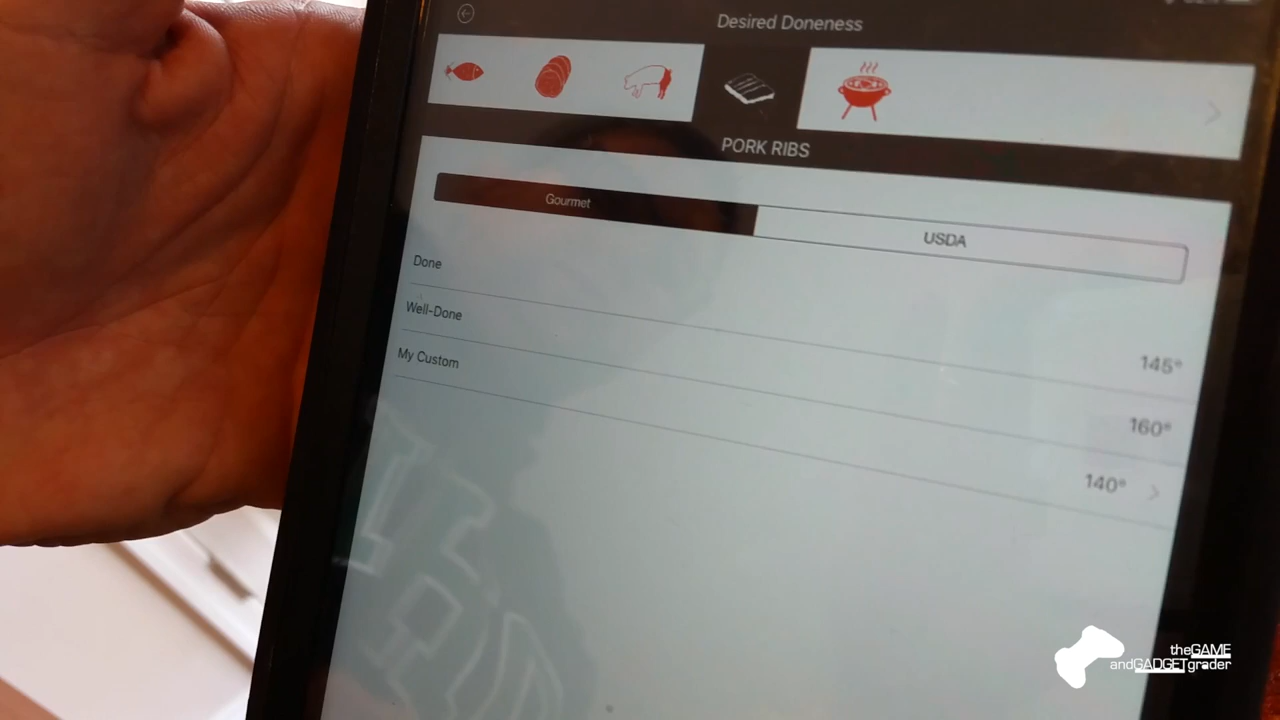 Desired Doneness
PORK RIBS
Gourmet
USDA
Done
145°
Well-Done
160°
My Custom
140°
theGAME
andGADGETgrader